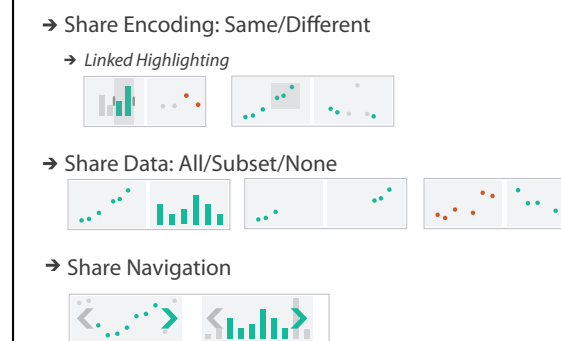 → Share Encoding: Same/Different
→ Linked Highlighting
→ Share Data: All/Subset/None
→ Share Navigation